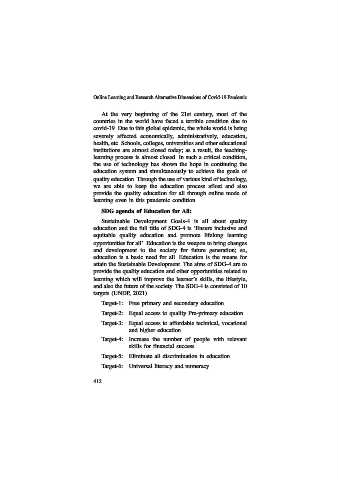 Online Learning and Research Alternative Dimensions of Covid-19 Pandemic
At the very beginning of the 21st century, most of the
countries in the world have faced a terrible condition due to
covid-19. Due to this global epidemic, the whole world is being
severely affected economically, administratively, education,
health, etc. Schools, colleges, universities and other educational
institutions are almost closed today; as a result, the teaching-
learning process is almost closed. In such a critical condition,
the use of technology has shown the hope in continuing the
education system and simultaneously to achieve the goals of
quality education. Through the use of various kind of technology,
we are able to keep the education process afloat and also
provide the quality education for all through online mode of
learning even in this pandemic condition.
SDG agenda of Education for All:
Sustainable Development Goals-4 is all about quality
education and the full title of SDG-4 is "Ensure inclusive and
equitable quality education and promote lifelong learning
opportunities for all". Education is the weapon to bring changes
and development to the society for future generation; so,
education is a basic need for all. Education is the means for
attain the Sustainable Development. The aims of SDG-4 are to
provide the quality education and other opportunities related to
learning which will improve the learner's skills, the lifestyle,
and also the future of the society. The SDG-4 is consisted of 10
targets (UNDP, 2021)
Target-1: Free primary and secondary education
Target-2: Equal access to quality Pre-primary education
Target-3: Equal access to affordable technical, vocational
and higher education
Target-4: Increase the number of people with relevant
skills for financial success
Target-5: Eliminate all discrimination in education
Target-6: Universal literacy and numeracy
412